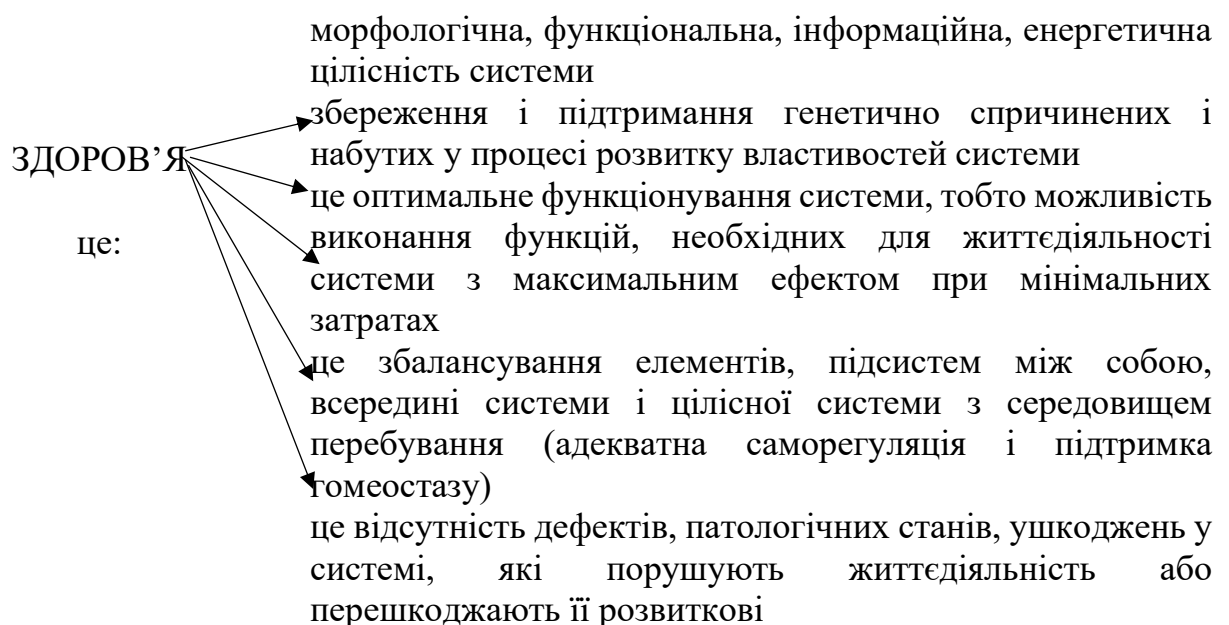 морфологічна, функціональна, інформаційна, енергетична
цілісність системи
збереження і підтримання генетично спричинених і
набутих у процесі розвитку властивостей системи
це оптимальне функціонування системи, тобто можливість
виконання функцій, необхідних для життєдіяльності
системи з максимальним ефектом при мінімальних
затратах
це збалансування елементів, підсистем між собою,
всередині системи і цілісної системи з середовищем
перебування (адекватна саморегуляція і підтримка
гомеостазу)
це відсутність дефектів, патологічних станів, ушкоджень у
системі, які порушують життєдіяльність або
перешкоджають її розвиткові
ЗДОРОВ’Я
це: